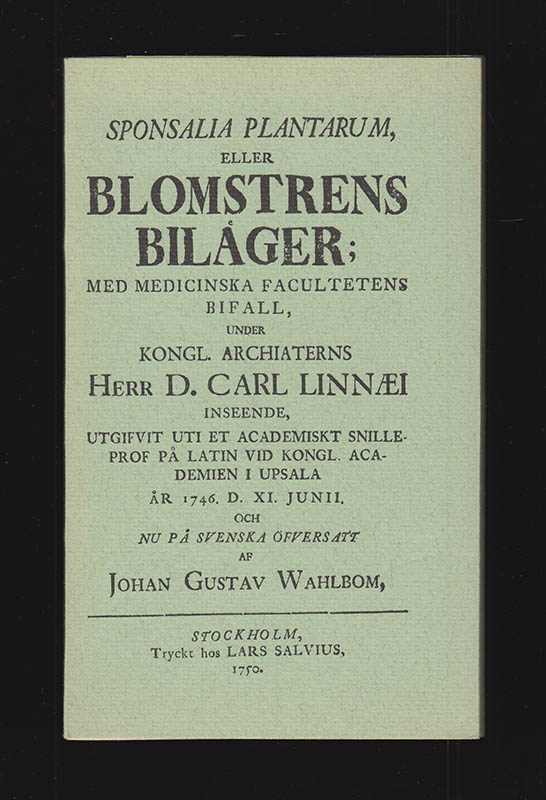 SPONSALIA PLANTARUM,
ELLER
BLOMSTRENS
BILÅGER;
MED MEDICINSKA FACULTETENS
BIFALL,
UNDER
KONGL. ARCHIATERNS
HERR D. CARL LINNÆI
INSEENDE,
UTGIFVIT UTI ET ACADEMISKT SNILLE-
PROF PÅ LATIN VID KONGL. ACA-
DEMIEN I UPSALA
ÅR 1746. D. XI. JUNII.
OCH
NU PÅ SVENSKA ÖFVERSATT
AF
JOHAN GUSTAV WAHLBOM,
STOCKHOLM,
Tryckt hos LARS SALVIUS,
1750.